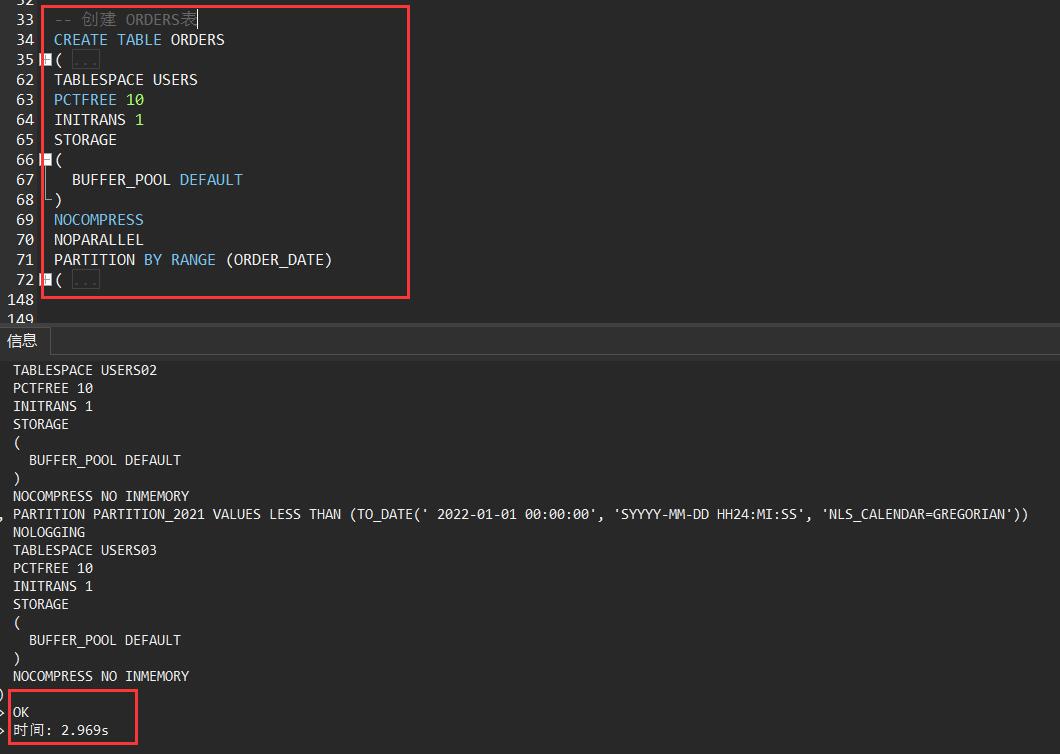 33 -- 创建 ORDERS表
34 CREATE TABLE ORDERS
35 ( ...
62 TABLESPACE USERS
63 PCTFREE 10
64 INITRANS 1
65 STORAGE
66 (
67 BUFFER_POOL DEFAULT
68 )
69 NOCOMPRESS
70 NOPARALLEL
71 PARTITION BY RANGE (ORDER_DATE)
72 ( ...
148
149
信息
TABLESPACE USERS02
PCTFREE 10
INITRANS 1
STORAGE
(
BUFFER_POOL DEFAULT
)
NOCOMPRESS NO INMEMORY
, PARTITION PARTITION_2021 VALUES LESS THAN (TO_DATE(' 2022-01-01 00:00:00', 'SYYYY-MM-DD HH24:MI:SS', 'NLS_CALENDAR=GREGORIAN'))
NOLOGGING
TABLESPACE USERS03
PCTFREE 10
INITRANS 1
STORAGE
(
BUFFER_POOL DEFAULT
)
NOCOMPRESS NO INMEMORY
)
> OK
> 时间: 2.969s